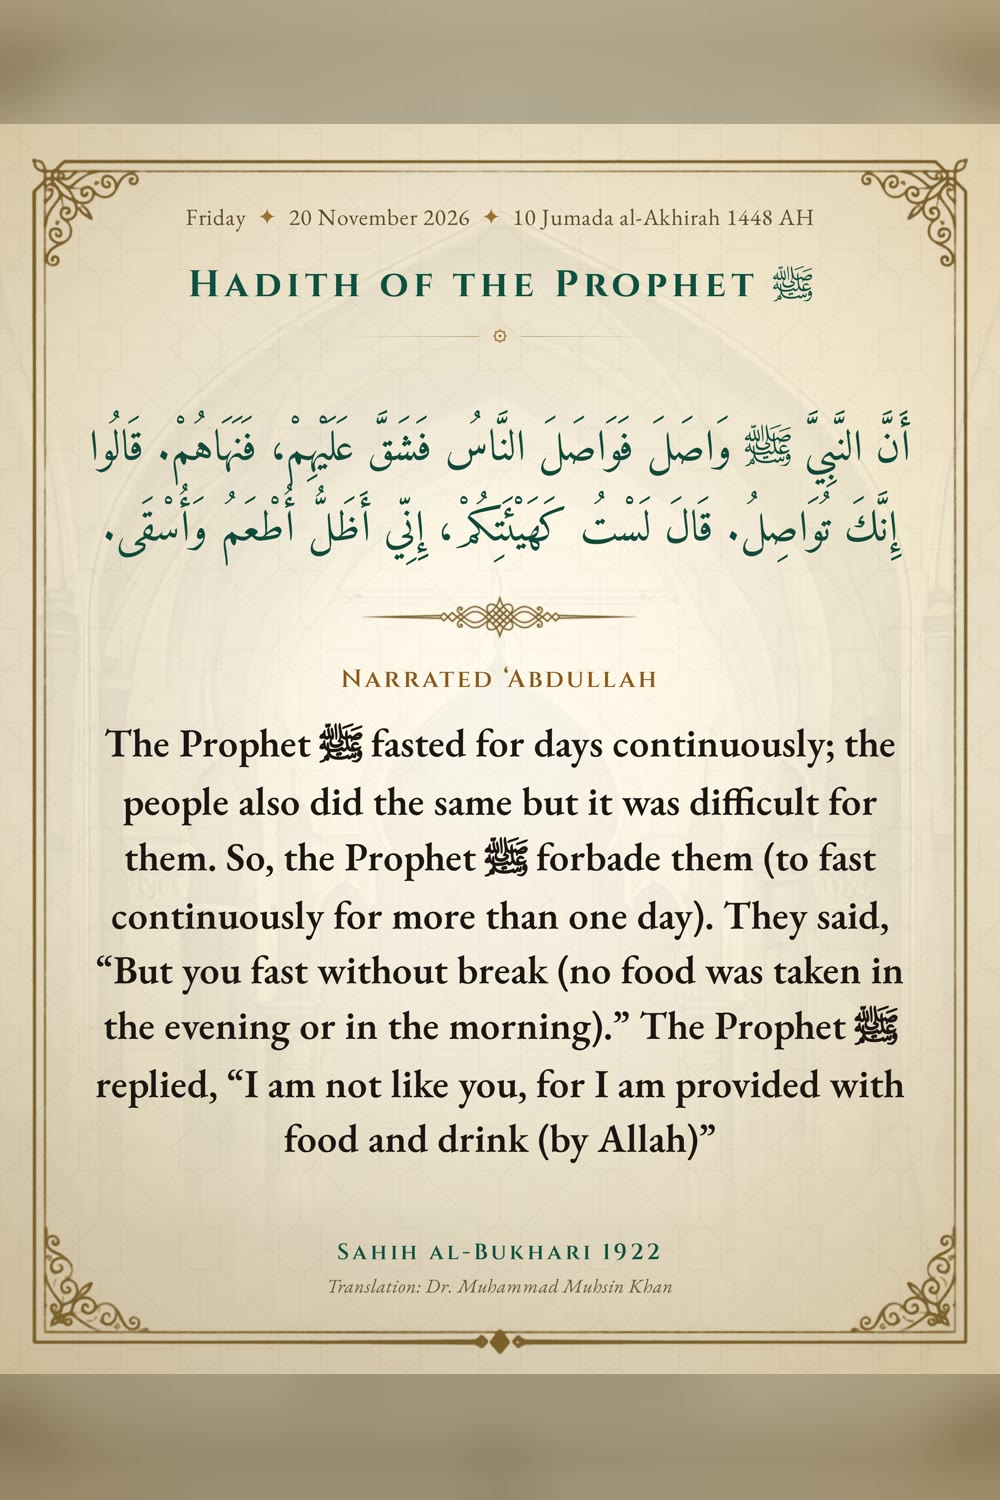 Friday ✦ 20 November 2026 ✦ 10 Jumada al-Akhirah 1448 AH
Hadith of the Prophet ﷺ
أَنَّ النَّبِيَّ ﷺ وَاصَلَ فَوَاصَلَ النَّاسُ فَشَقَّ عَلَيْهِمْ، فَنَهَاهُمْ. قَالُوا
إِنَّكَ تُوَاصِلُ. قَالَ لَسْتُ كَهَيْئَتِكُمْ، إِنِّي أَظَلُّ أُطْعَمُ وَأُسْقَى.
Narrated ‘Abdullah
The Prophet ﷺ fasted for days continuously; the
people also did the same but it was difficult for
them. So, the Prophet ﷺ forbade them (to fast
continuously for more than one day). They said,
“But you fast without break (no food was taken in
the evening or in the morning).” The Prophet ﷺ
replied, “I am not like you, for I am provided with
food and drink (by Allah)”
Sahih al-Bukhari 1922
Translation: Dr. Muhammad Muhsin Khan